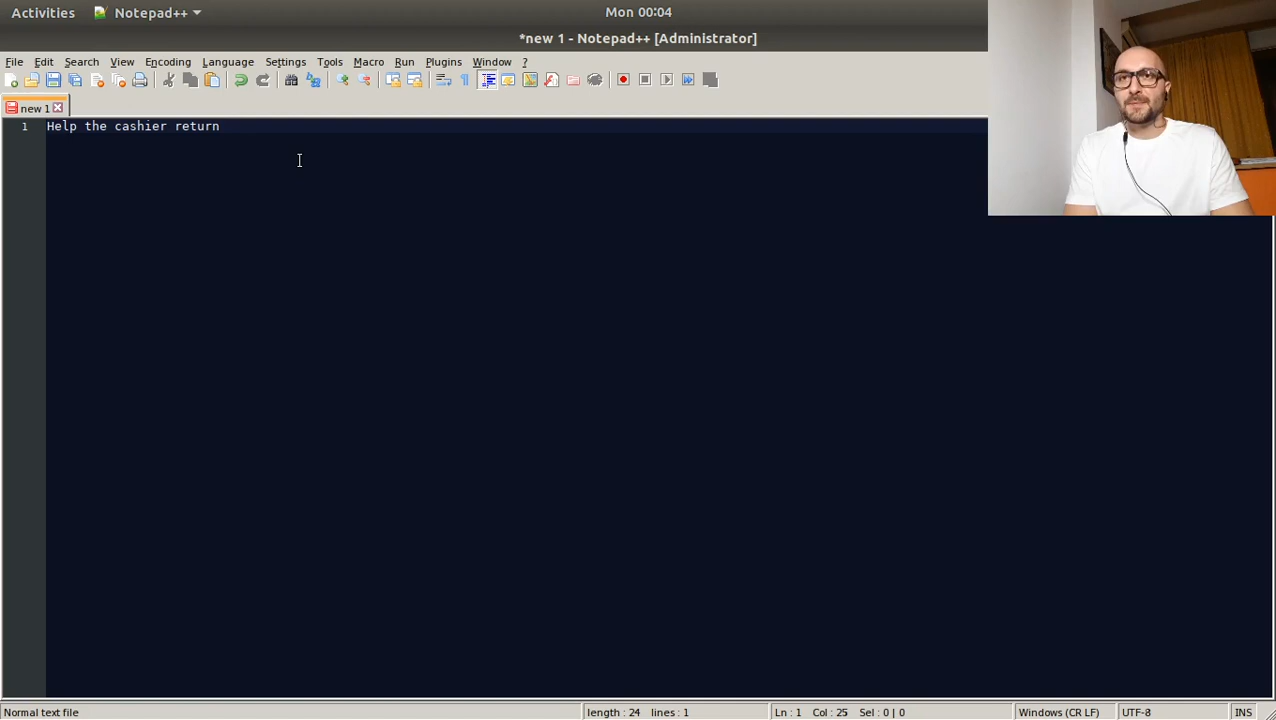 Activities Notepad++ Mon 00:04
*new 1 - Notepad++ [Administrator]
File Edit Search View Encoding Language Settings Tools Macro Run Plugins Window ?
new 1
1 Help the cashier return
Normal text file length : 24 lines : 1 Ln : 1 Col : 25 Sel : 0 | 0 Windows (CR LF) UTF-8 INS